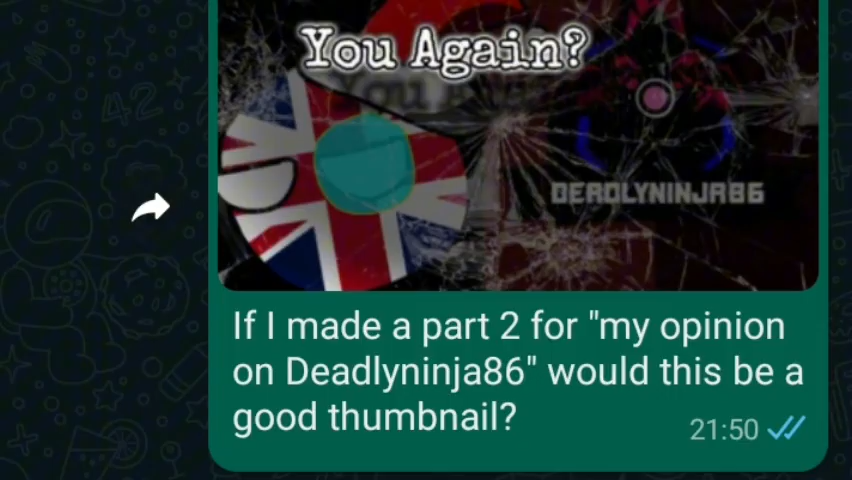 You Again?
DEADLYNINJA86
If I made a part 2 for "my opinion
on Deadlyninja86" would this be a
good thumbnail?
21:50